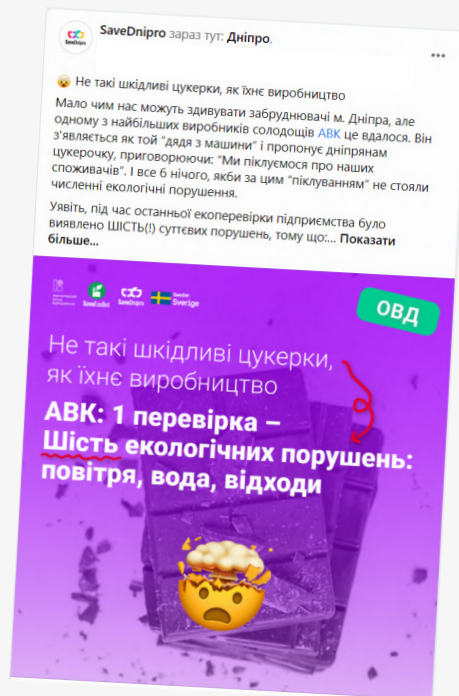 SaveDnipro зараз тут: Дніпро.
Не такі шкідливі цукерки, як їхнє виробництво
Мало чим нас можуть здивувати забруднювачі м. Дніпра, але
одному з найбільших виробників солодощів АВК це вдалося. Він
з'являється як той "дядя з машини" і пропонує дніпрянам
цукерочку, приговорюючи: "Ми піклуємося про наших
споживачів". І все б нічого, якби за цим "піклуванням" не стояли
численні екологічні порушення.
Уявіть, під час останньої екоперевірки підприємства було
виявлено ШІСТЬ(!) суттєвих порушень, тому що:... Показати
більше...
SaveEcoBot
SaveDnipro
Sweden
Sverige
ОВД
Не такі шкідливі цукерки,
як їхнє виробництво
АВК: 1 перевірка –
Шість екологічних порушень:
повітря, вода, відходи